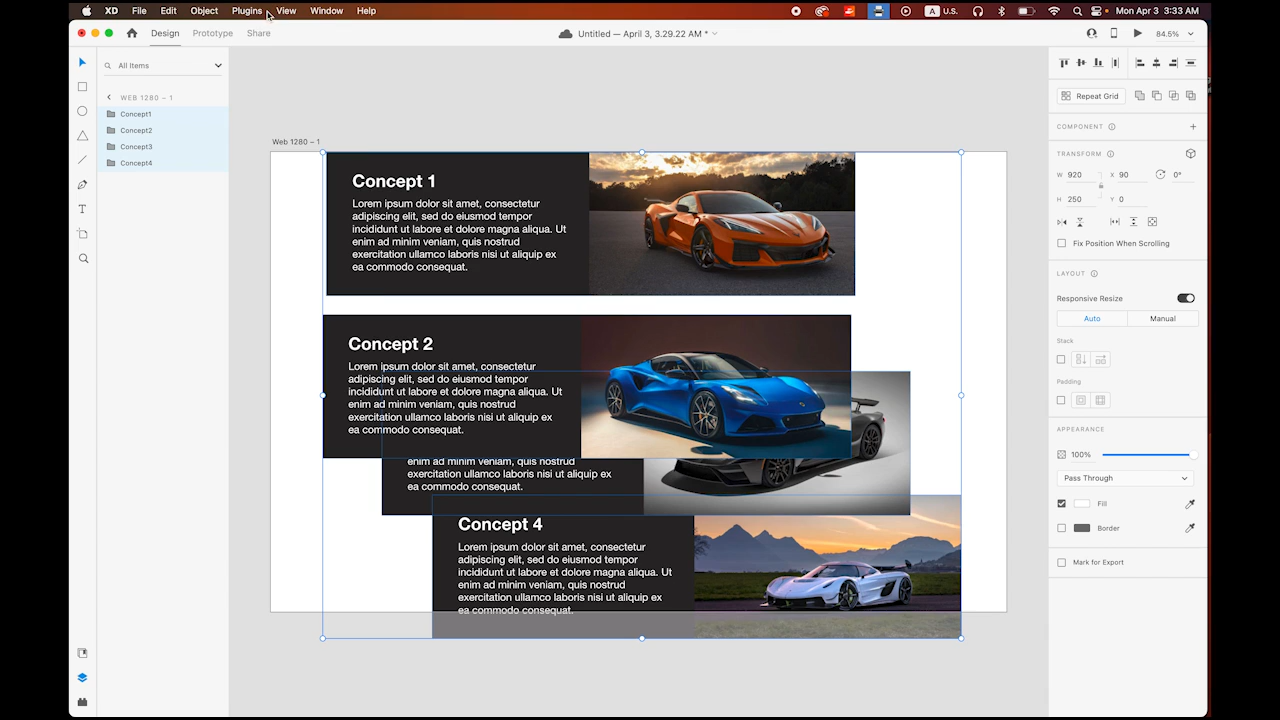 XD File Edit Object Plugins View Window Help
A U.S. Mon Apr 3 3:33 AM
Design Prototype Share
Untitled — April 3, 3.29.22 AM *
84.5%
All Items
WEB 1280 – 1
Concept1
Concept2
Concept3
Concept4
Web 1280 – 1
Concept 1
Lorem ipsum dolor sit amet, consectetur
adipiscing elit, sed do eiusmod tempor
incididunt ut labore et dolore magna aliqua. Ut
enim ad minim veniam, quis nostrud
exercitation ullamco laboris nisi ut aliquip ex
ea commodo consequat.
Concept 2
Lorem ipsum dolor sit amet, consectetur
adipiscing elit, sed do eiusmod tempor
incididunt ut labore et dolore magna aliqua. Ut
enim ad minim veniam, quis nostrud
exercitation ullamco laboris nisi ut aliquip ex
ea commodo consequat.
enim ad minim veniam, quis nostrud
exercitation ullamco laboris nisi ut aliquip ex
ea commodo consequat.
Concept 4
Lorem ipsum dolor sit amet, consectetur
adipiscing elit, sed do eiusmod tempor
incididunt ut labore et dolore magna aliqua. Ut
enim ad minim veniam, quis nostrud
exercitation ullamco laboris nisi ut aliquip ex
ea commodo consequat.
Repeat Grid
COMPONENT
TRANSFORM
W 920 X 90 0°
H 250 Y 0
Fix Position When Scrolling
LAYOUT
Responsive Resize
Auto Manual
Stack
Padding
APPEARANCE
100%
Pass Through
Fill
Border
Mark for Export